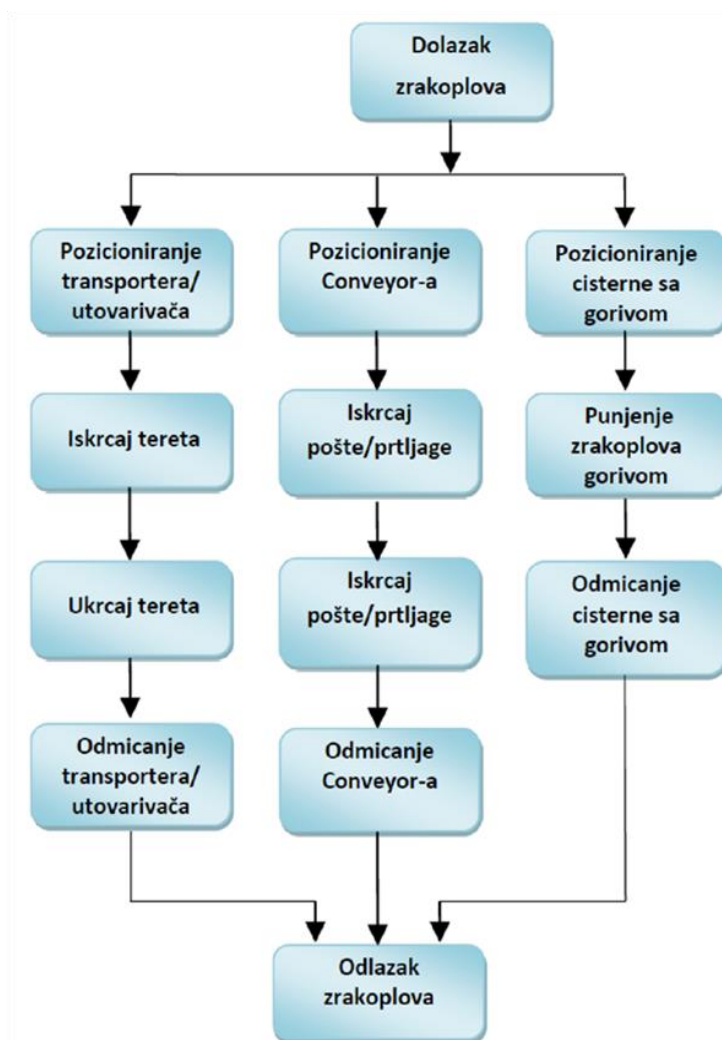 Dolazak
zrakoplova
Pozicioniranje
transportera/
utovarivača
Pozicioniranje
Conveyor-a
Pozicioniranje
cisterne sa
gorivom
Iskrcaj tereta
Iskrcaj
pošte/prtljage
Punjenje
zrakoplova
gorivom
Ukrcaj tereta
Iskrcaj
pošte/prtljage
Odmicanje
cisterne sa
gorivom
Odmicanje
transportera/
utovarivača
Odmicanje
Conveyor-a
Odlazak
zrakoplova